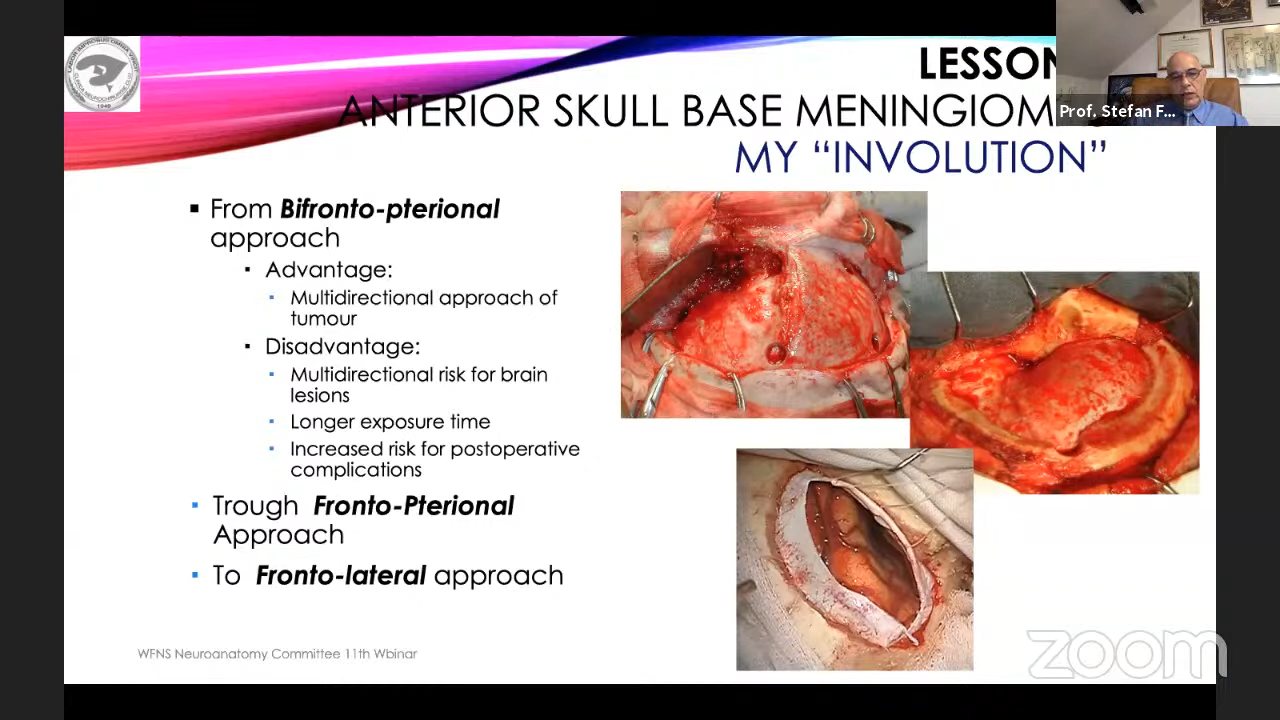 LESSON
ANTERIOR SKULL BASE MENINGIOM
MY “INVOLUTION”
Prof. Stefan F...
▪ From Bifronto-pterional
approach
▪ Advantage:
▪ Multidirectional approach of
tumour
▪ Disadvantage:
▪ Multidirectional risk for brain
lesions
▪ Longer exposure time
▪ Increased risk for postoperative
complications
▪ Trough Fronto-Pterional
Approach
▪ To Fronto-lateral approach
WFNS Neuroanatomy Committee 11th Wbinar
zoom
1949